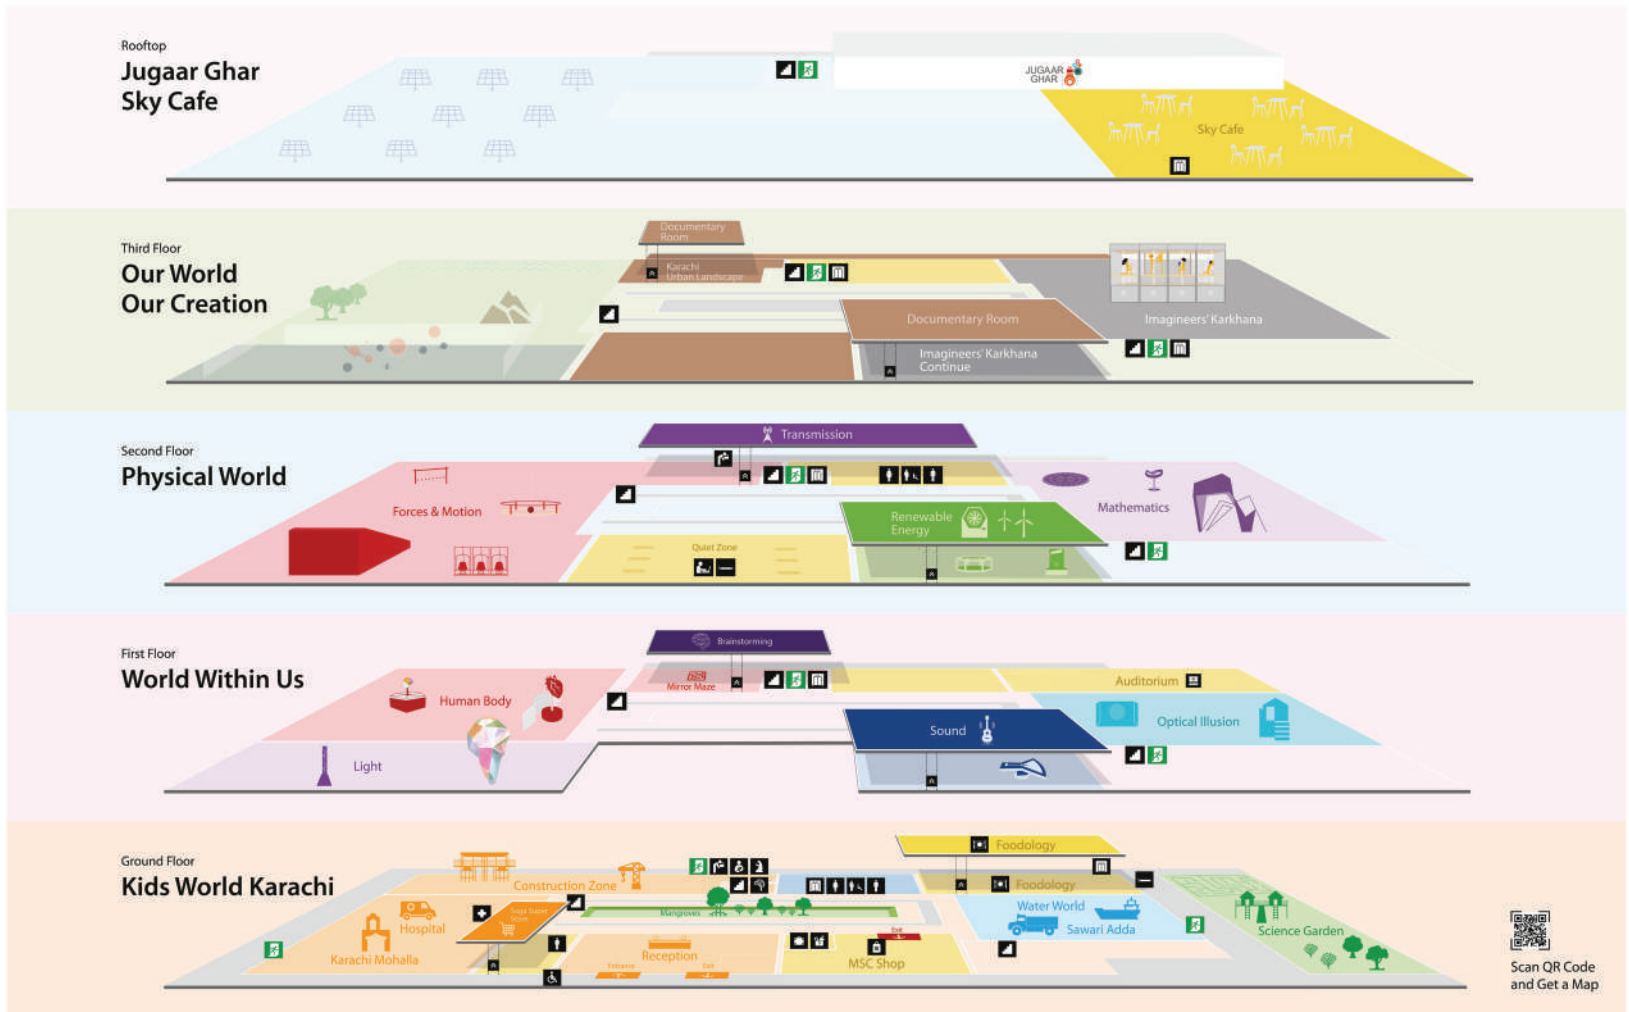 Rooftop
Jugaar Ghar
Sky Cafe
JUGAAR
GHAR
Sky Cafe
Third Floor
Our World
Our Creation
Documentary
Room
Karachi
Urban Landscape
Documentary Room
Imagineers' Karkhana
Imagineers' Karkhana
Continue
Second Floor
Physical World
Transmission
Forces & Motion
Renewable
Energy
Mathematics
Quiet Zone
First Floor
World Within Us
Brainstorming
Mirror Maze
Human Body
Auditorium
Optical Illusion
Sound
Light
Ground Floor
Kids World Karachi
Foodology
Construction Zone
Foodology
Super
Store
Mangroves
Water World
Hospital
Sawari Adda
Science Garden
Karachi Mohalla
Reception
Exit
MSC Shop
Entrance
Exit
Scan QR Code
and Get a Map